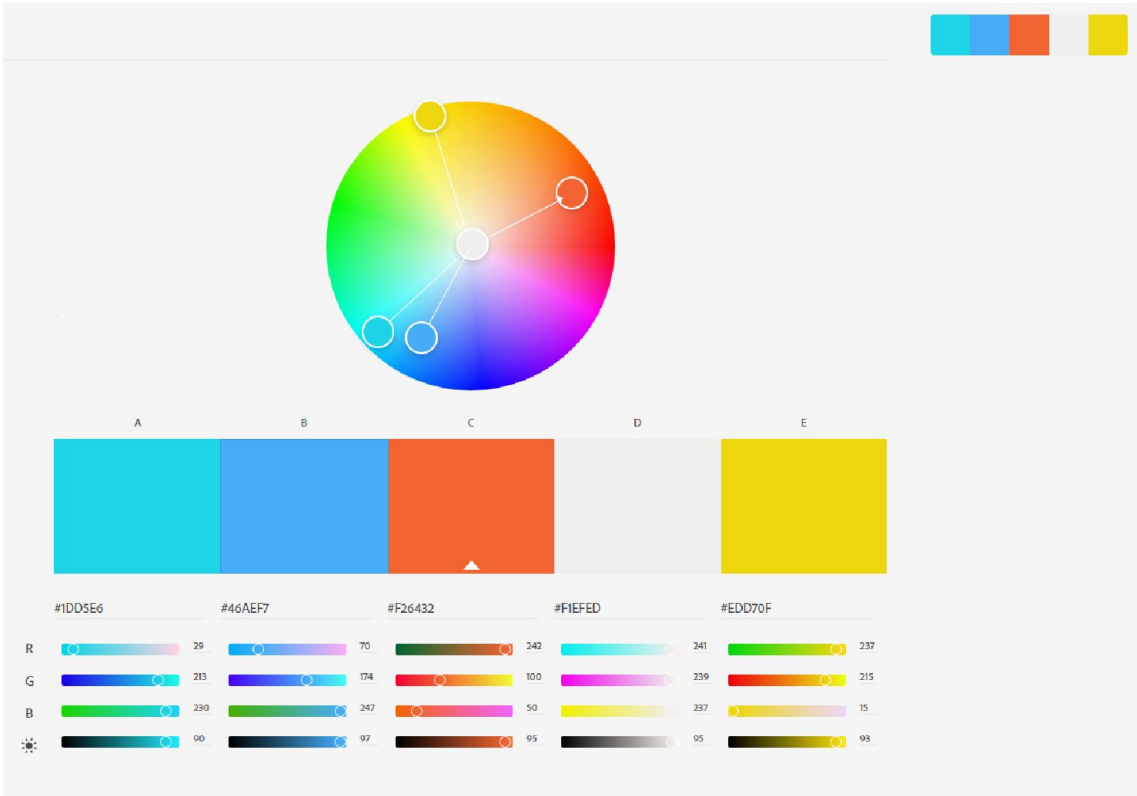 A B C D E
#1DD5E6 #46AEF7 #F26432 #F1EFED #EDD70F
R 29 70 242 241 237
G 213 174 100 239 215
B 230 247 50 237 15
90 97 95 95 93